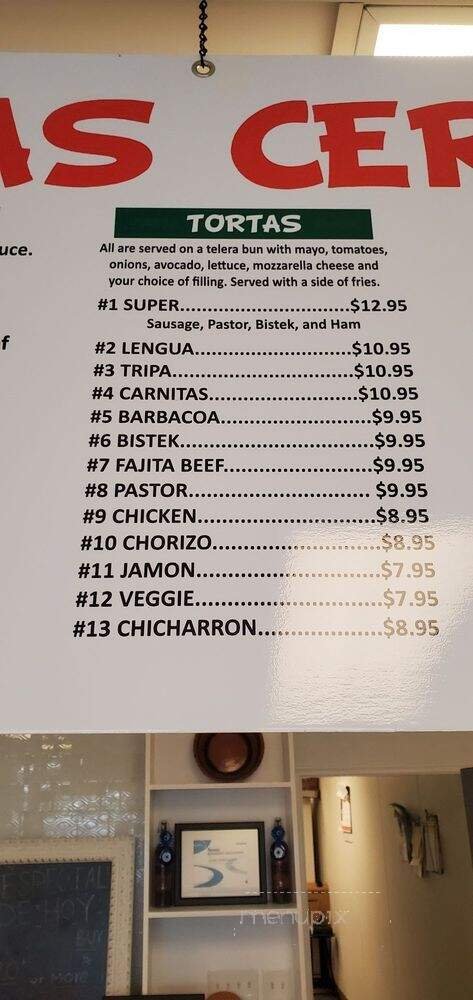 AS CER
uce.
f
TORTAS
All are served on a telera bun with mayo, tomatoes,
onions, avocado, lettuce, mozzarella cheese and
your choice of filling. Served with a side of fries.
#1 SUPER..............................$12.95
Sausage, Pastor, Bistek, and Ham
#2 LENGUA...........................$10.95
#3 TRIPA...............................$10.95
#4 CARNITAS.........................$10.95
#5 BARBACOA.........................$9.95
#6 BISTEK................................$9.95
#7 FAJITA BEEF........................$9.95
#8 PASTOR.............................. $9.95
#9 CHICKEN.............................$8.95
#10 CHORIZO...........................$8.95
#11 JAMON..............................$7.95
#12 VEGGIE..............................$7.95
#13 CHICHARRON....................$8.95
menupix